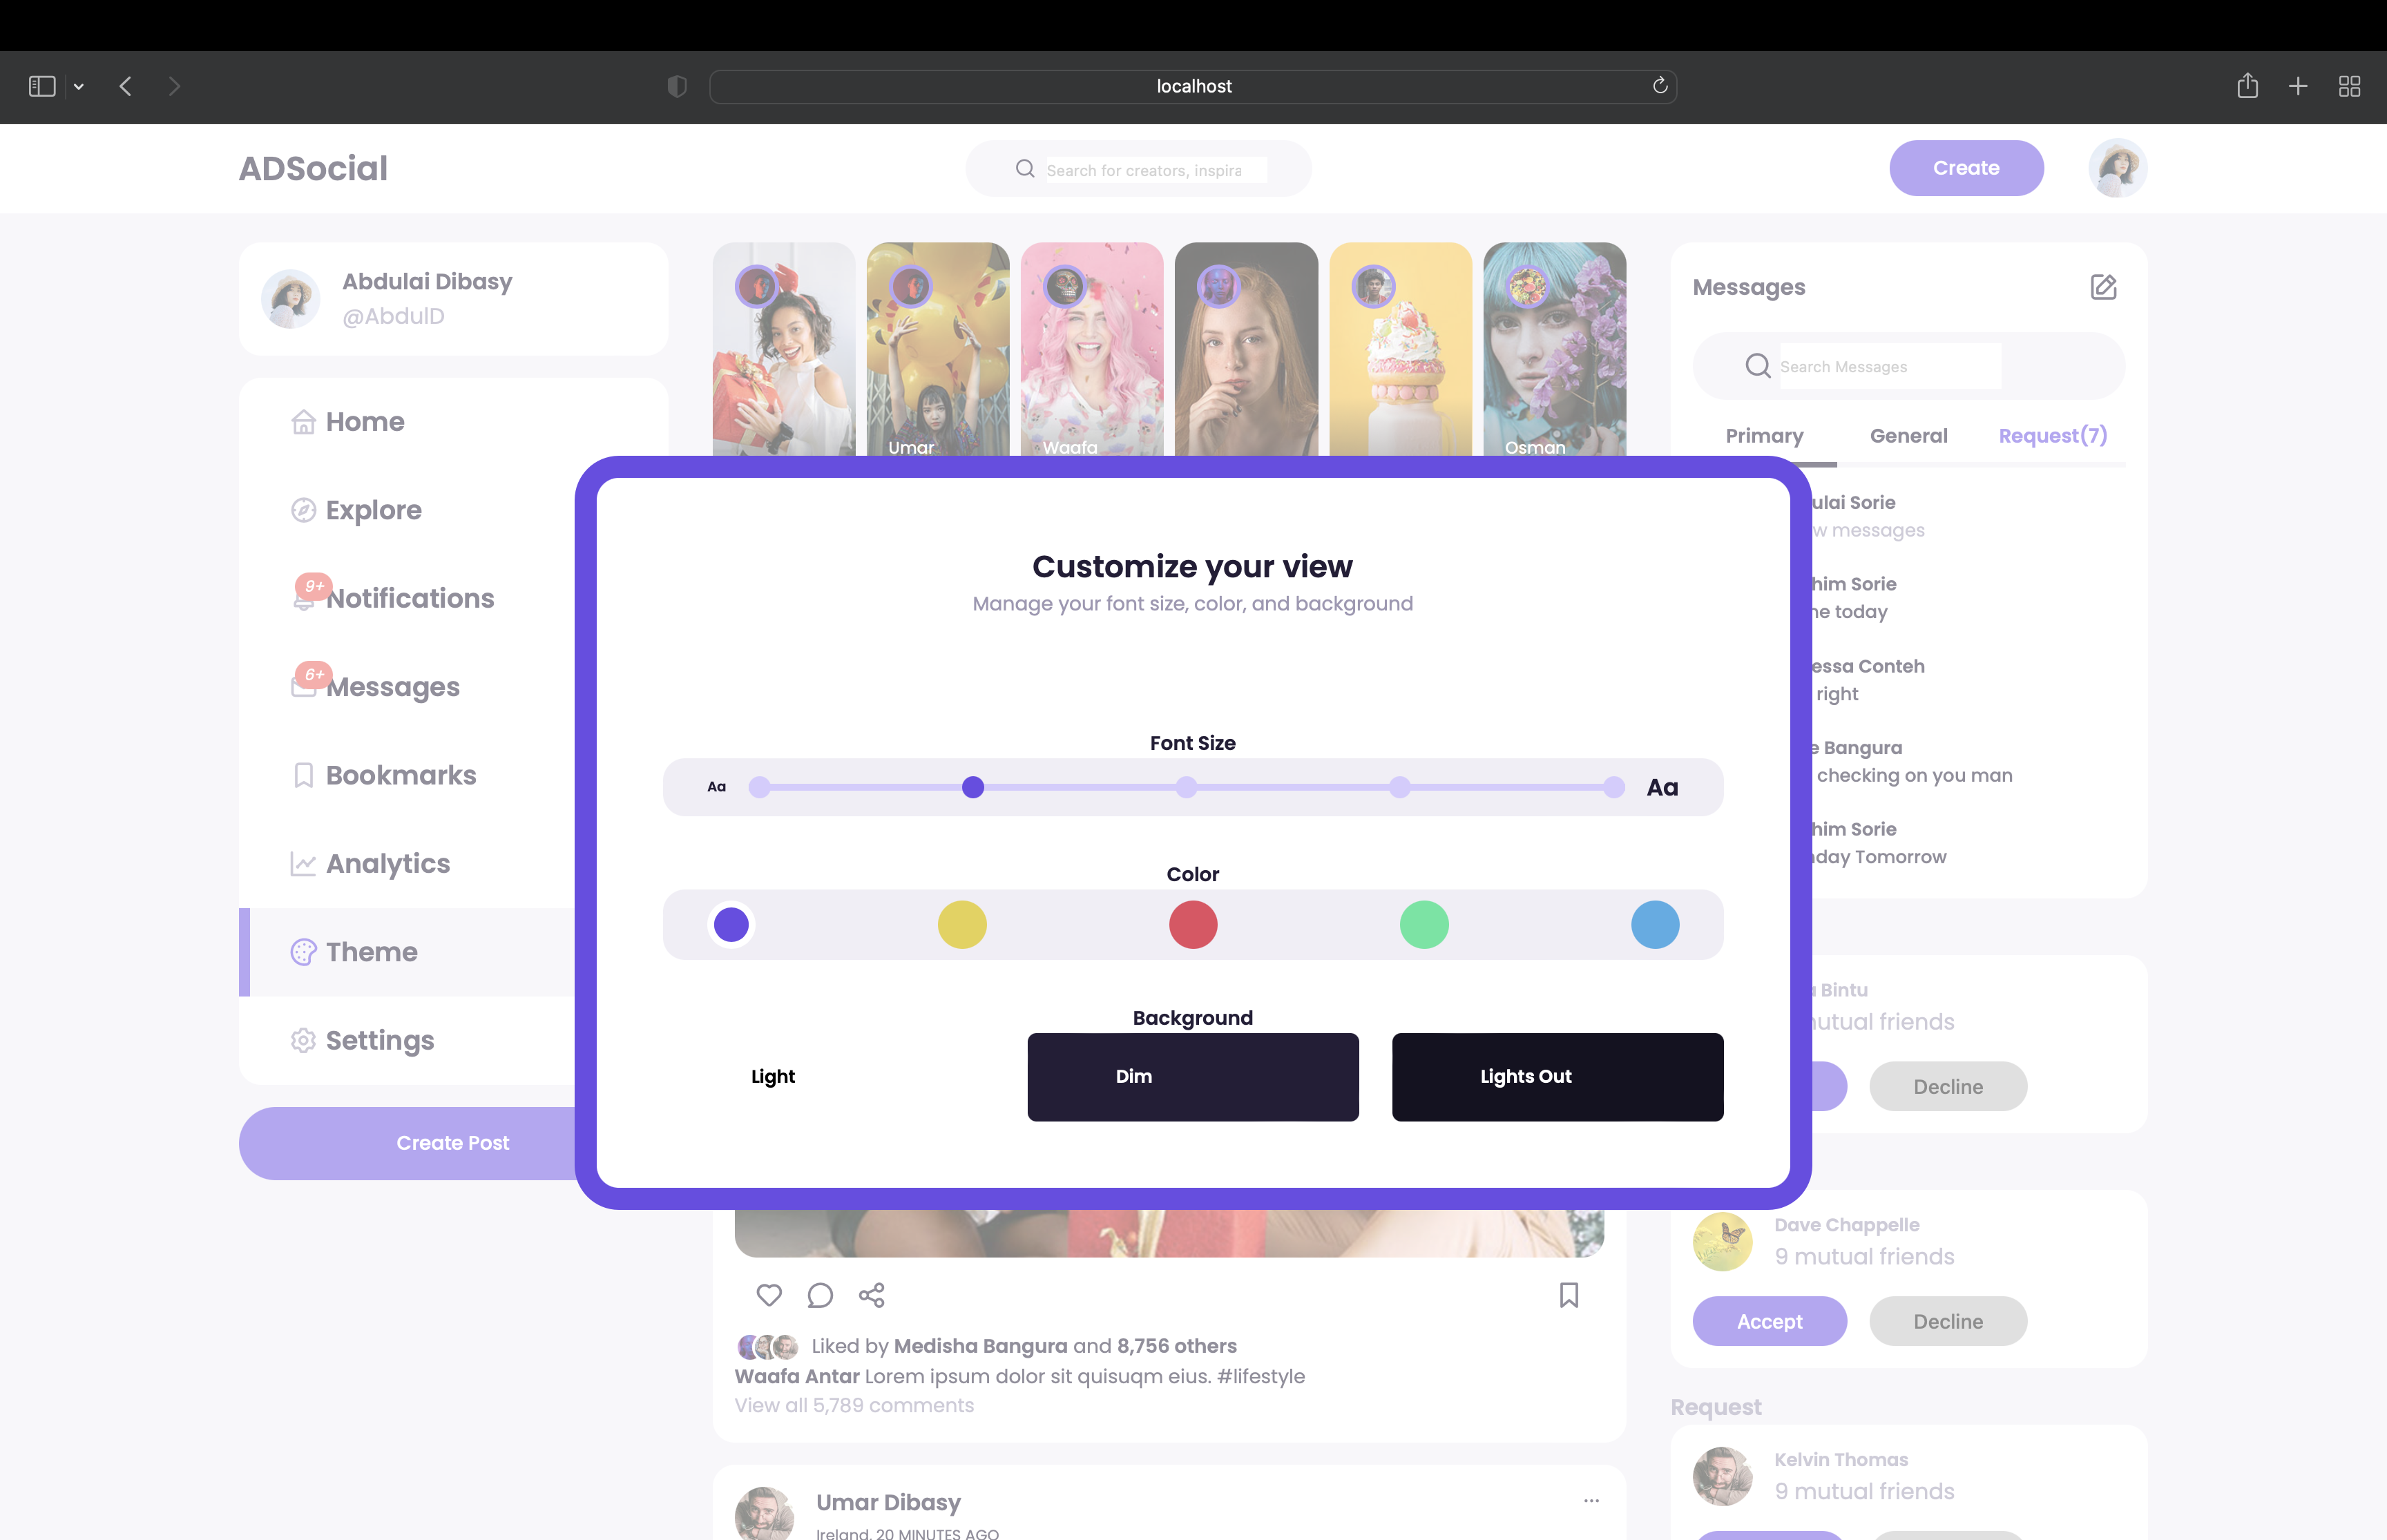 localhost
ADSocial
Search for creators, inspira
Create
Abdulai Dibasy
@AbdulD
Home
Explore
9+
Notifications
6+
Messages
Bookmarks
Analytics
Theme
Settings
Create Post
Umar
Waafa
Osman
Messages
Search Messages
Primary General Request(7)
ulai Sorie
w messages
him Sorie
ne today
essa Conteh
right
e Bangura
checking on you man
him Sorie
day Tomorrow
Bintu
mutual friends
Decline
Customize your view
Manage your font size, color, and background
Font Size
Aa Aa
Color
Background
Light Dim Lights Out
Liked by Medisha Bangura and 8,756 others
Waafa Antar Lorem ipsum dolor sit quisuqm eius. #lifestyle
View all 5,789 comments
Umar Dibasy
Ireland, 20 MINUTES AGO
Dave Chappelle
9 mutual friends
Accept Decline
Request
Kelvin Thomas
9 mutual friends